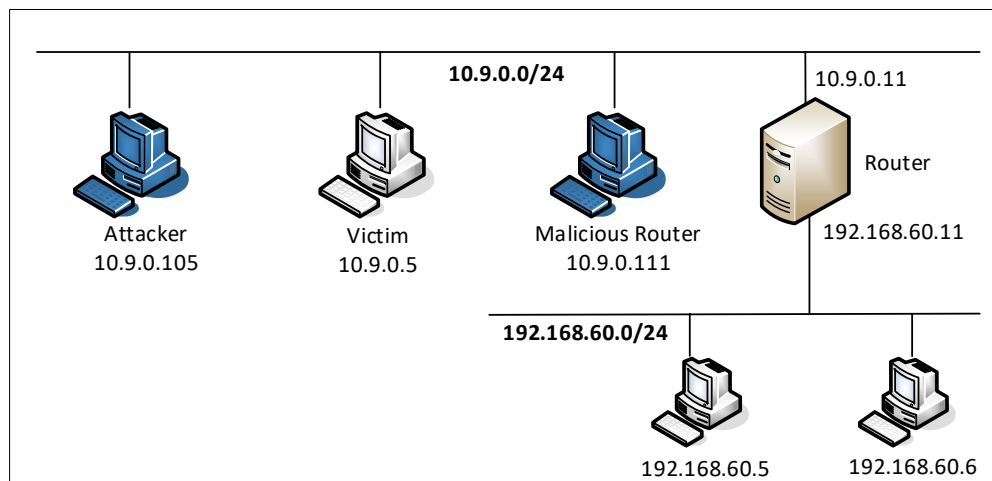 10.9.0.0/24
10.9.0.11
Router
Attacker
10.9.0.105
Victim
10.9.0.5
Malicious Router
10.9.0.111
192.168.60.11
192.168.60.0/24
192.168.60.5
192.168.60.6